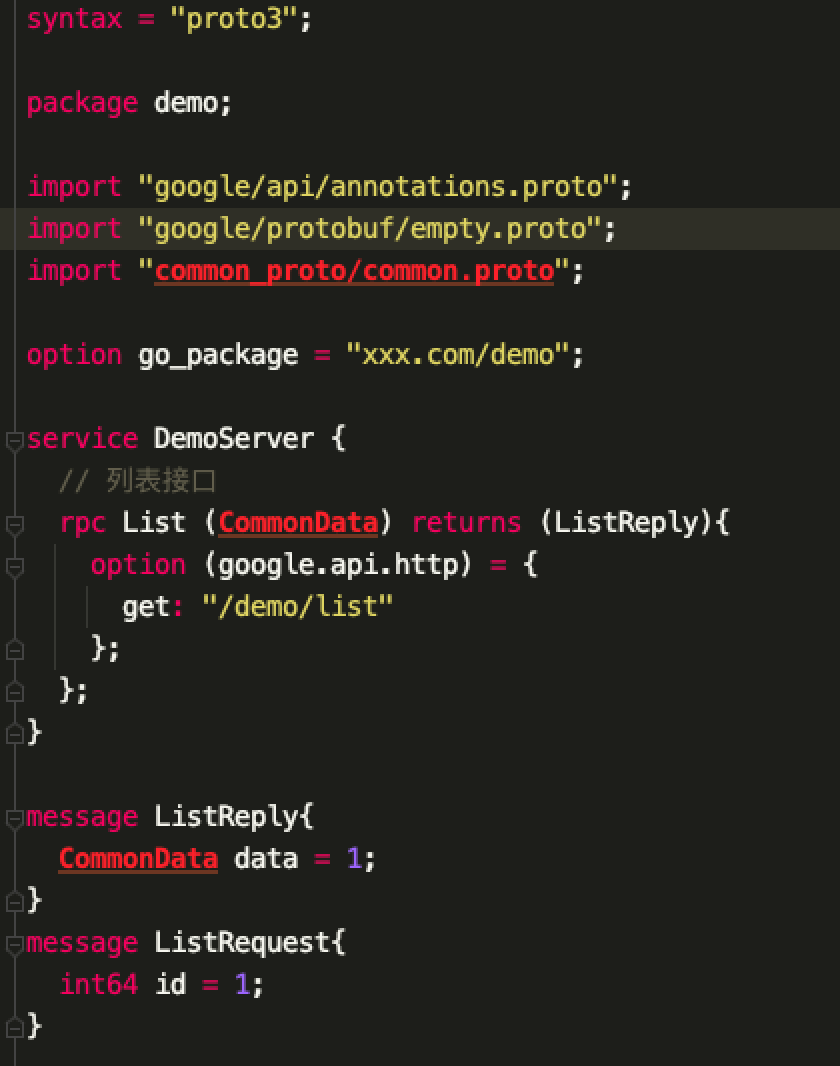 syntax = "proto3";
package demo;
import "google/api/annotations.proto";
import "google/protobuf/empty.proto";
import "common_proto/common.proto";
option go_package = "xxx.com/demo";
service DemoServer {
// 列表接口
rpc List (CommonData) returns (ListReply){
option (google.api.http) = {
get: "/demo/list"
};
};
}
message ListReply{
CommonData data = 1;
}
message ListRequest{
int64 id = 1;
}